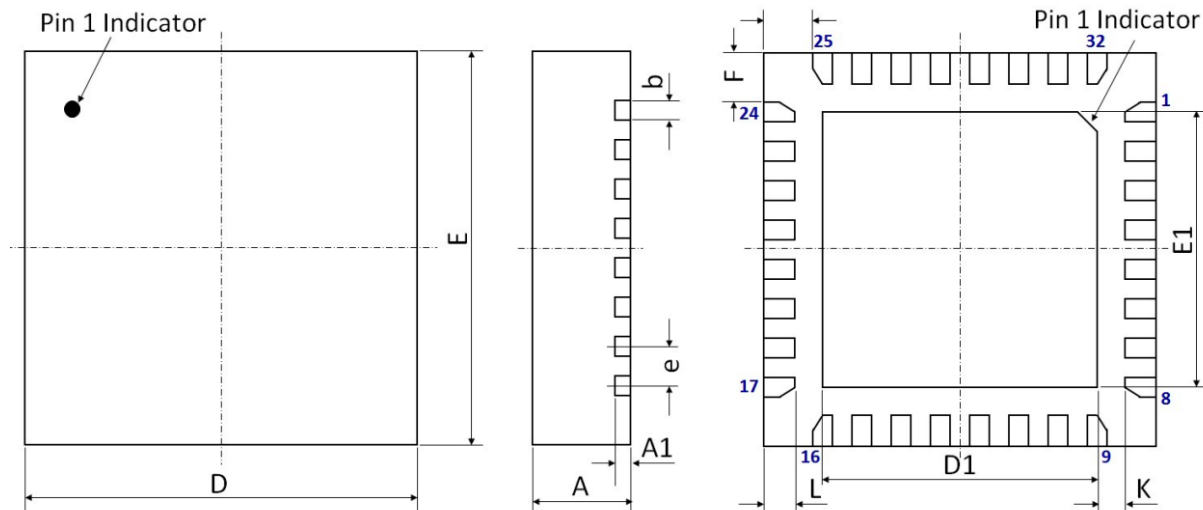 Pin 1 Indicator
D
E
b
e
A1
A
Pin 1 Indicator
25
32
F
24
1
E1
17
8
16
9
D1
L
K